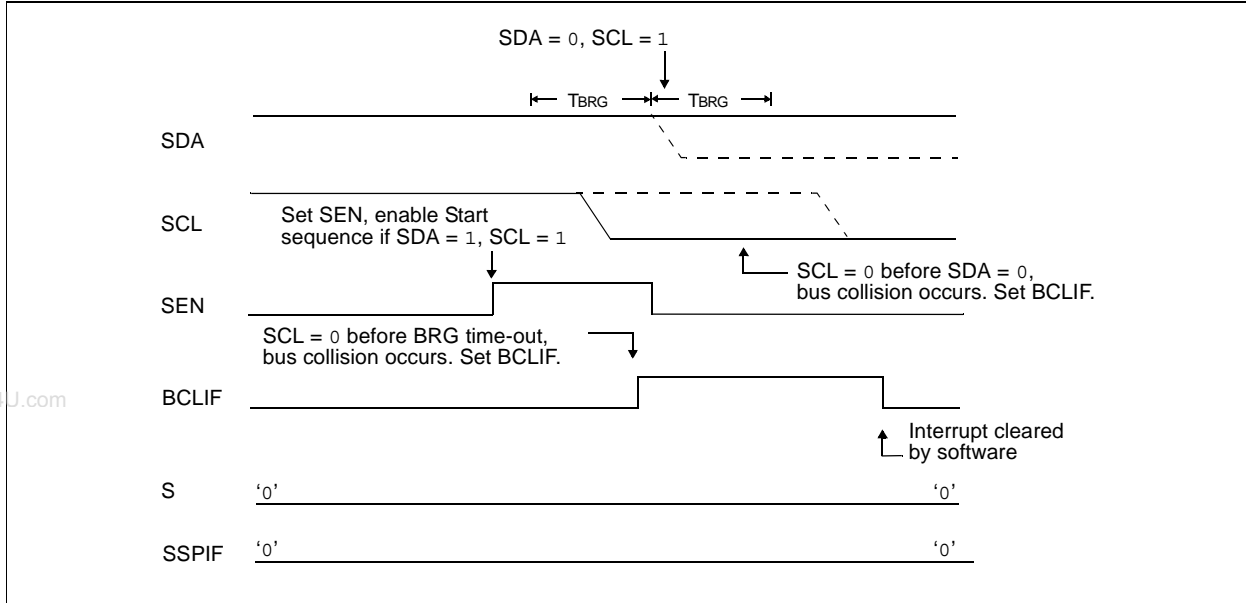 SDA = 0, SCL = 1
TBRG TBRG
SDA
SCL
Set SEN, enable Start
sequence if SDA = 1, SCL = 1
SCL = 0 before SDA = 0,
bus collision occurs. Set BCLIF.
SEN
SCL = 0 before BRG time-out,
bus collision occurs. Set BCLIF.
4U.com
BCLIF
Interrupt cleared
by software
S
‘0’ ‘0’
SSPIF
‘0’ ‘0’